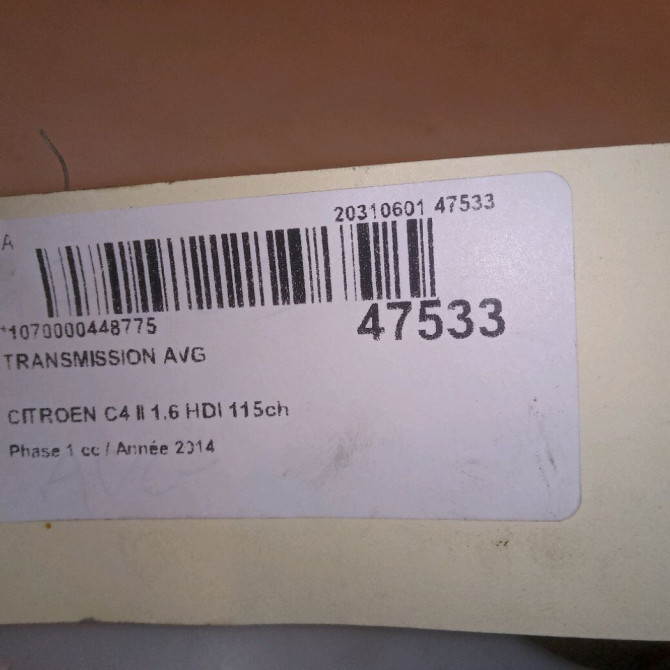 20310601 47533
A
*1070000448775
47533
TRANSMISSION AVG
CITROEN C4 II 1.6 HDI 115ch
Phase 1 cc / Année 2014